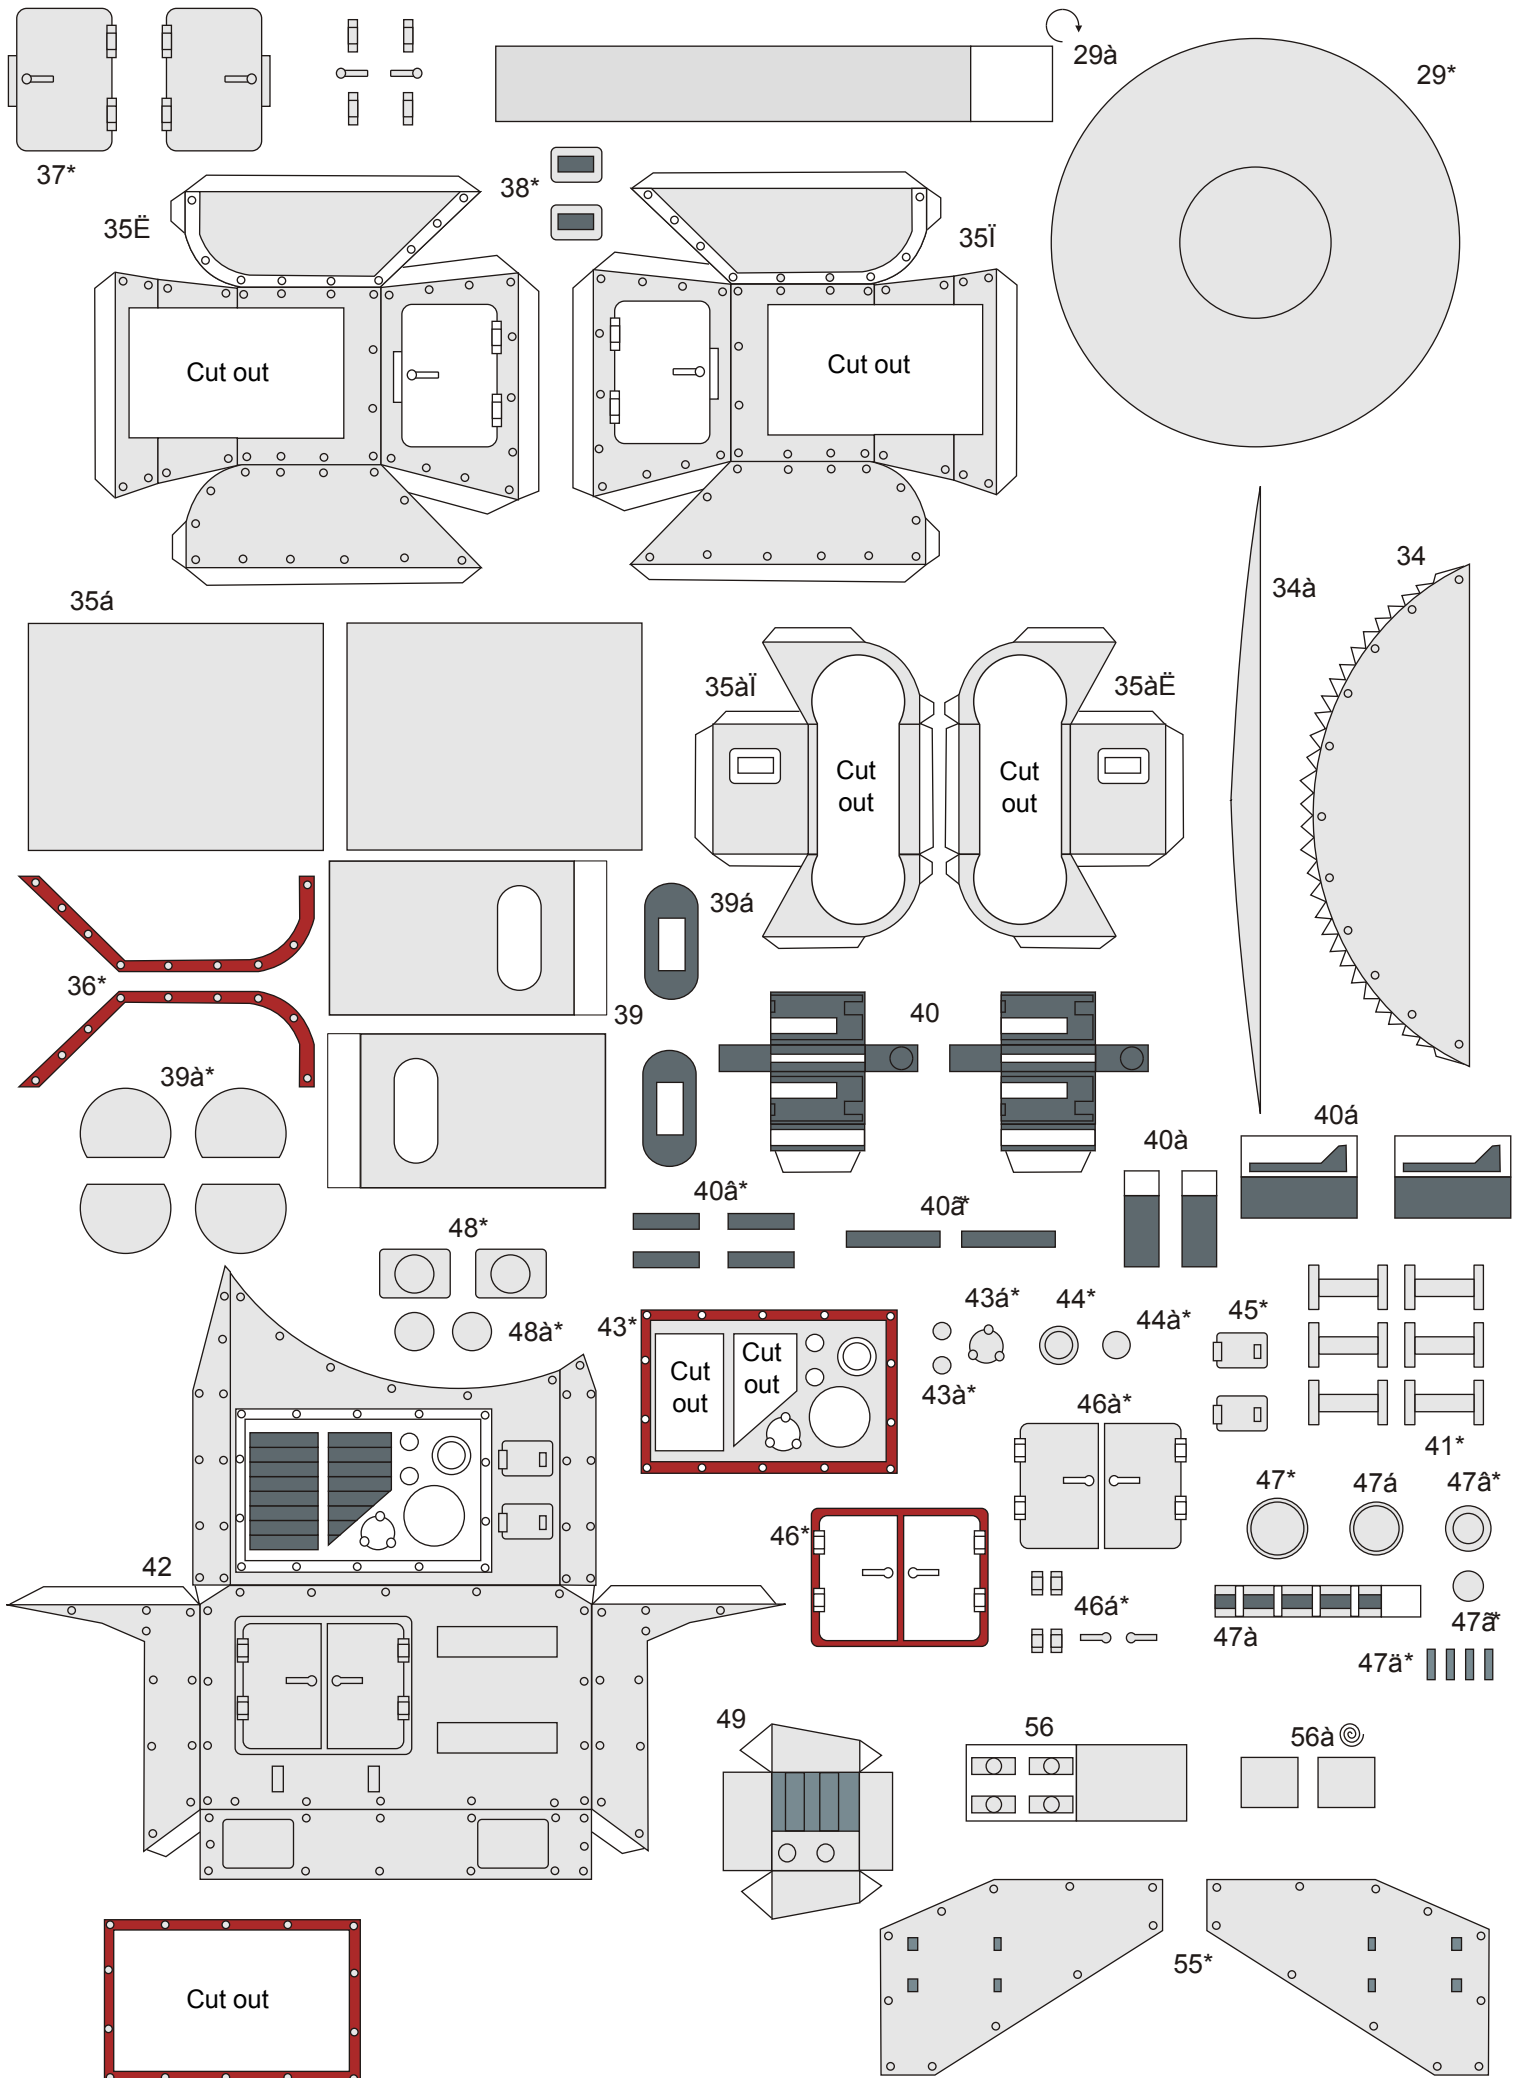 29à
29*
37*
38*
35Ë
35Ï
Cut out
Cut out
34
34à
35á
35àÏ
35àË
Cut
out
Cut
out
39á
36*
39
40
39à*
40á
40à
40â*
40ã*
48*
43á*
44*
45*
48à*
43*
44à*
Cut
out
Cut
out
43à*
46à*
41*
47*
47á
47â*
46*
42
46á*
47à
47ã*
47ä*
49
56
56à
55*
Cut out